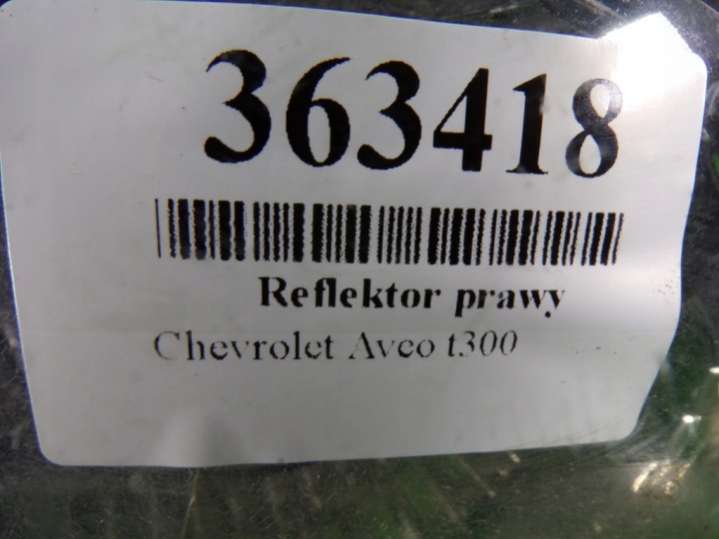 363418
Reflektor prawy
Chevrolet Aveo t300